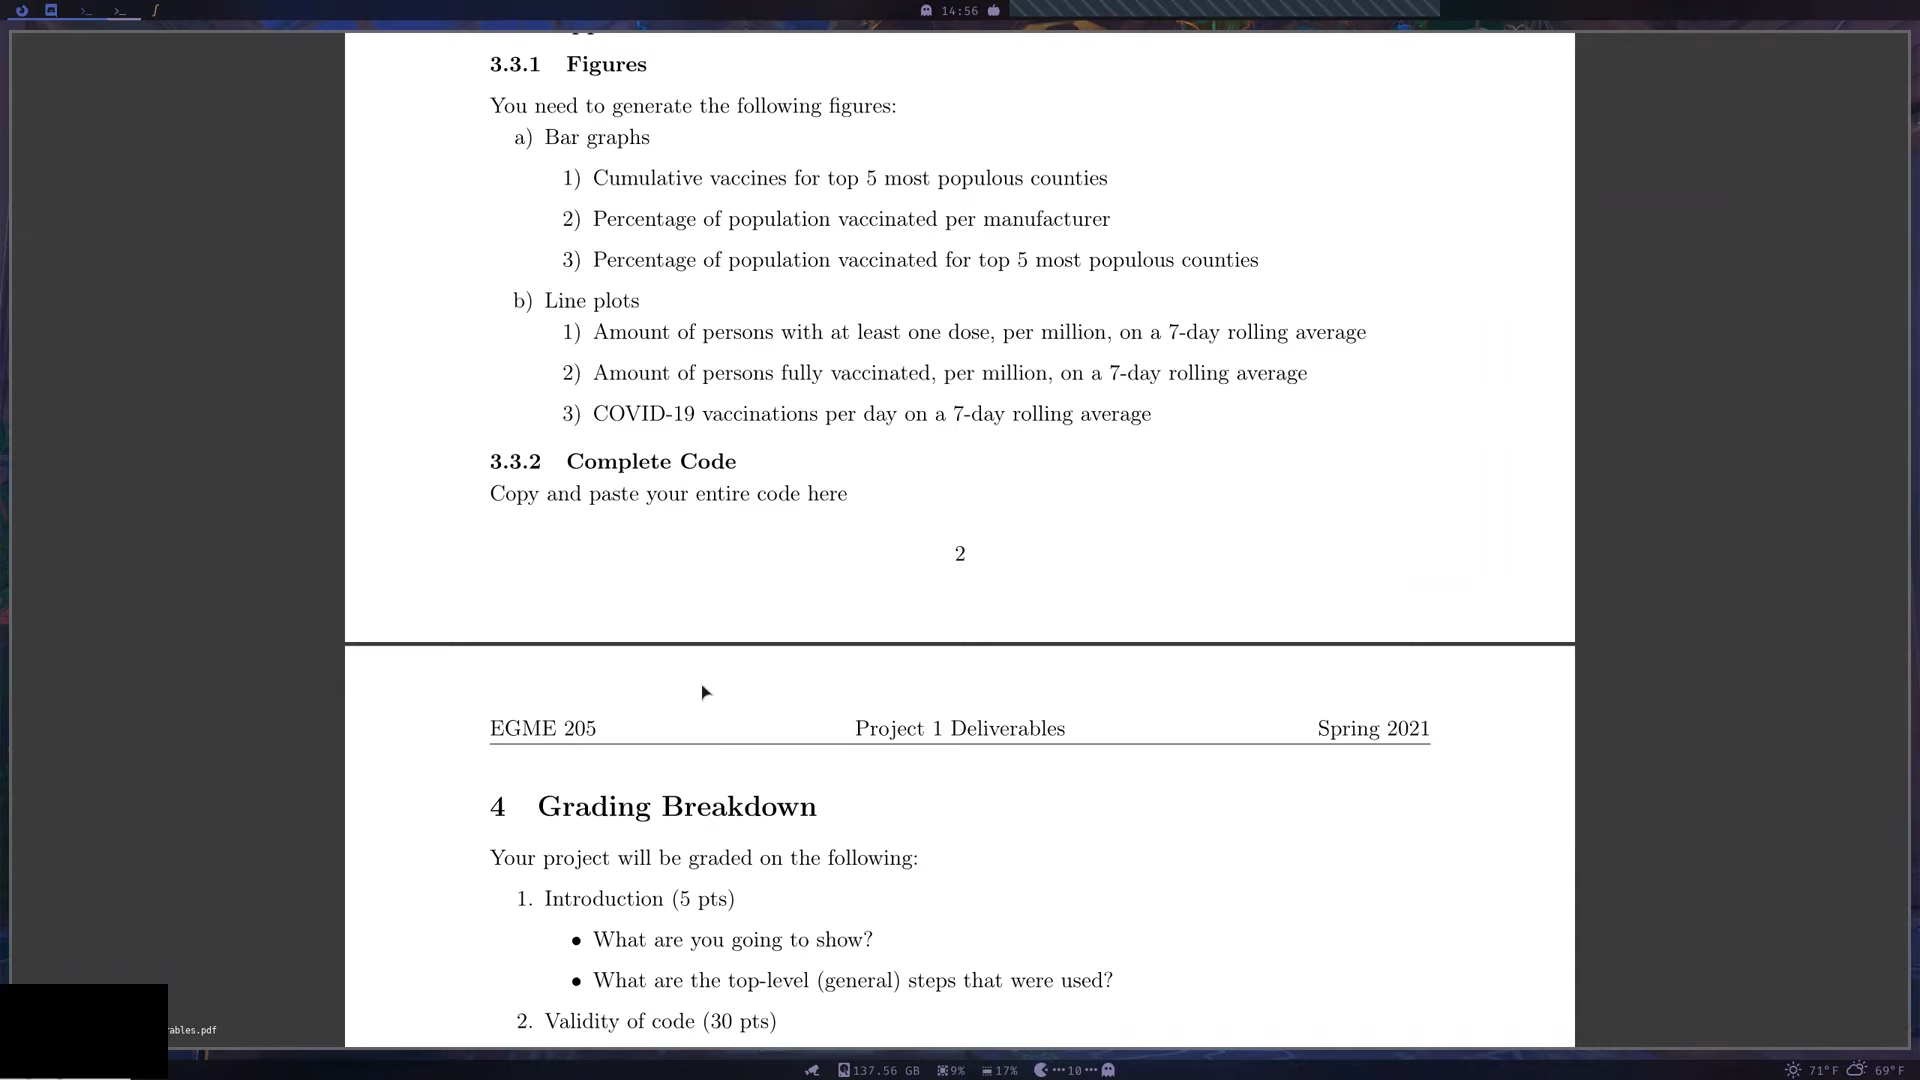 14:56
3.3.1 Figures
You need to generate the following figures:
a) Bar graphs
1) Cumulative vaccines for top 5 most populous counties
2) Percentage of population vaccinated per manufacturer
3) Percentage of population vaccinated for top 5 most populous counties
b) Line plots
1) Amount of persons with at least one dose, per million, on a 7-day rolling average
2) Amount of persons fully vaccinated, per million, on a 7-day rolling average
3) COVID-19 vaccinations per day on a 7-day rolling average
3.3.2 Complete Code
Copy and paste your entire code here
2
EGME 205 Project 1 Deliverables Spring 2021
4 Grading Breakdown
Your project will be graded on the following:
1. Introduction (5 pts)
• What are you going to show?
• What are the top-level (general) steps that were used?
2. Validity of code (30 pts)
ables.pdf
137.56 GB 9% 17% 10 71°F 69°F